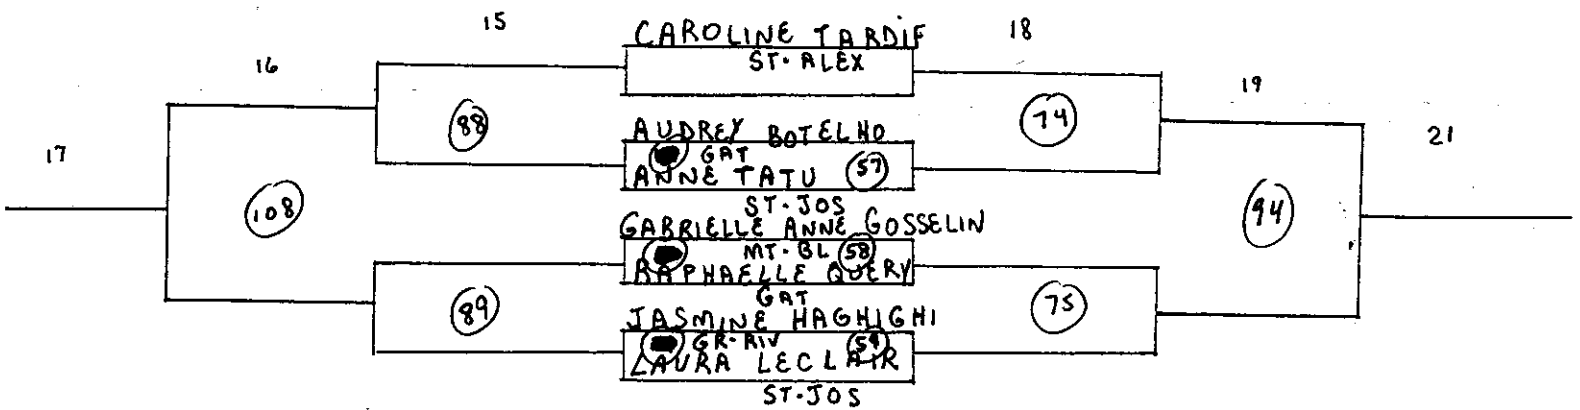 15
CAROLINE TARDIF
18
ST. ALEX
16
19
88
AUDREY BOTELHO
74
17
GAT
21
ANNE TATU 57
ST. JOS
108
94
GABRIELLE ANNE GOSSELIN
MT. BL 58
RAPHAELLE QUERY
GAT
89
75
JASMINE HAGHIGHI
GR-RIV 59
LAURA LECLAIR
ST. JOS